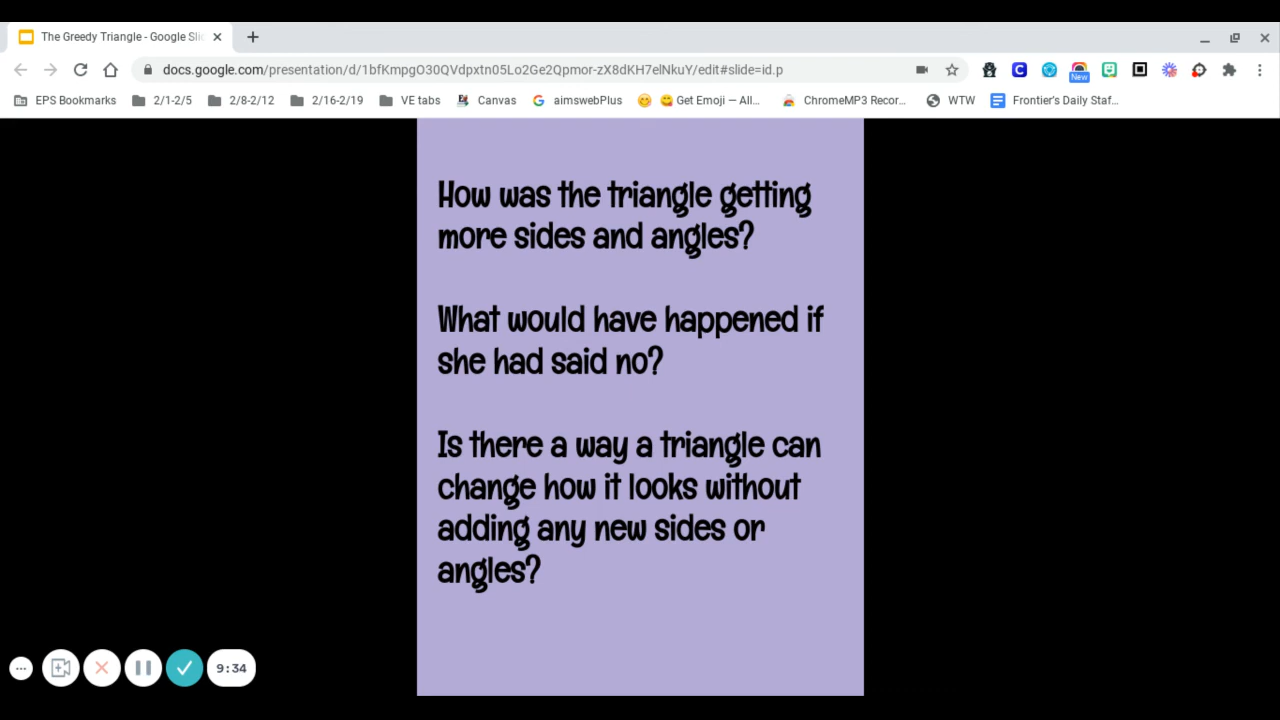 The Greedy Triangle - Google Slid
docs.google.com/presentation/d/1bfKmpgO30QVdpxtn05Lo2Ge2Qpmor-zX8dKH7elNkuY/edit#slide=id.p
New
EPS Bookmarks 2/1-2/5 2/8-2/12 2/16-2/19 VE tabs Canvas aimswebPlus Get Emoji — All... ChromeMP3 Recor... WTW Frontier's Daily Staf...
How was the triangle getting
more sides and angles?
What would have happened if
she had said no?
Is there a way a triangle can
change how it looks without
adding any new sides or
angles?
9:34